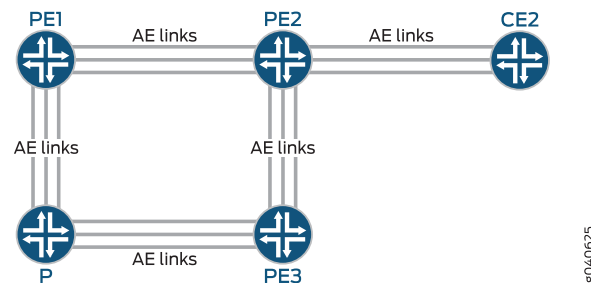 PE1
PE2
CE2
AE links
AE links
AE links
AE links
AE links
P
PE3
g040625